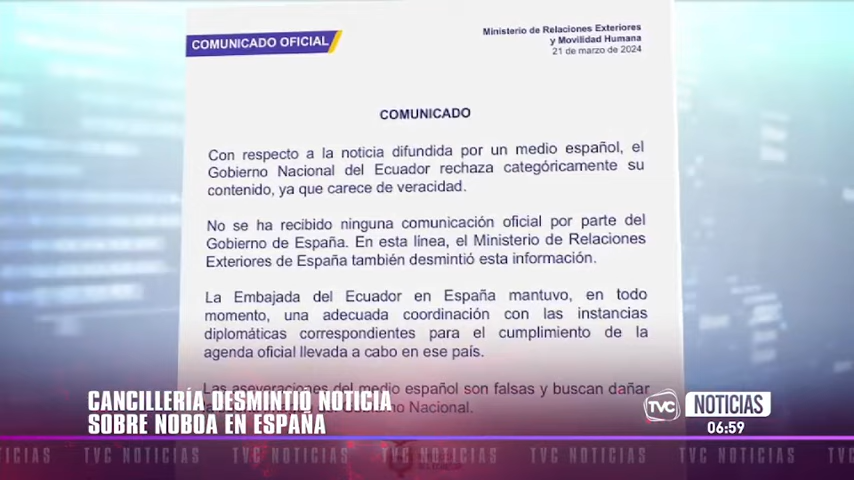 COMUNICADO OFICIAL
Ministerio de Relaciones Exteriores
y Movilidad Humana
21 de marzo de 2024
COMUNICADO
Con respecto a la noticia difundida por un medio español, el
Gobierno Nacional del Ecuador rechaza categóricamente su
contenido, ya que carece de veracidad.
No se ha recibido ninguna comunicación oficial por parte del
Gobierno de España. En esta línea, el Ministerio de Relaciones
Exteriores de España también desmintió esta información.
La Embajada del Ecuador en España mantuvo, en todo
momento, una adecuada coordinación con las instancias
diplomáticas correspondientes para el cumplimiento de la
agenda oficial llevada a cabo en ese país.
Las aseveraciones del medio español son falsas y buscan dañar
Nacional.
CANCILLERÍA DESMINTIÓ NOTICIA
SOBRE NOBOA EN ESPAÑA
TVC NOTICIAS
06:59
NOTICIAS TVC NOTICIAS TVC NOTICIAS TVC NOTICIAS TVC NOTICIAS TVC NOTICIAS TVC